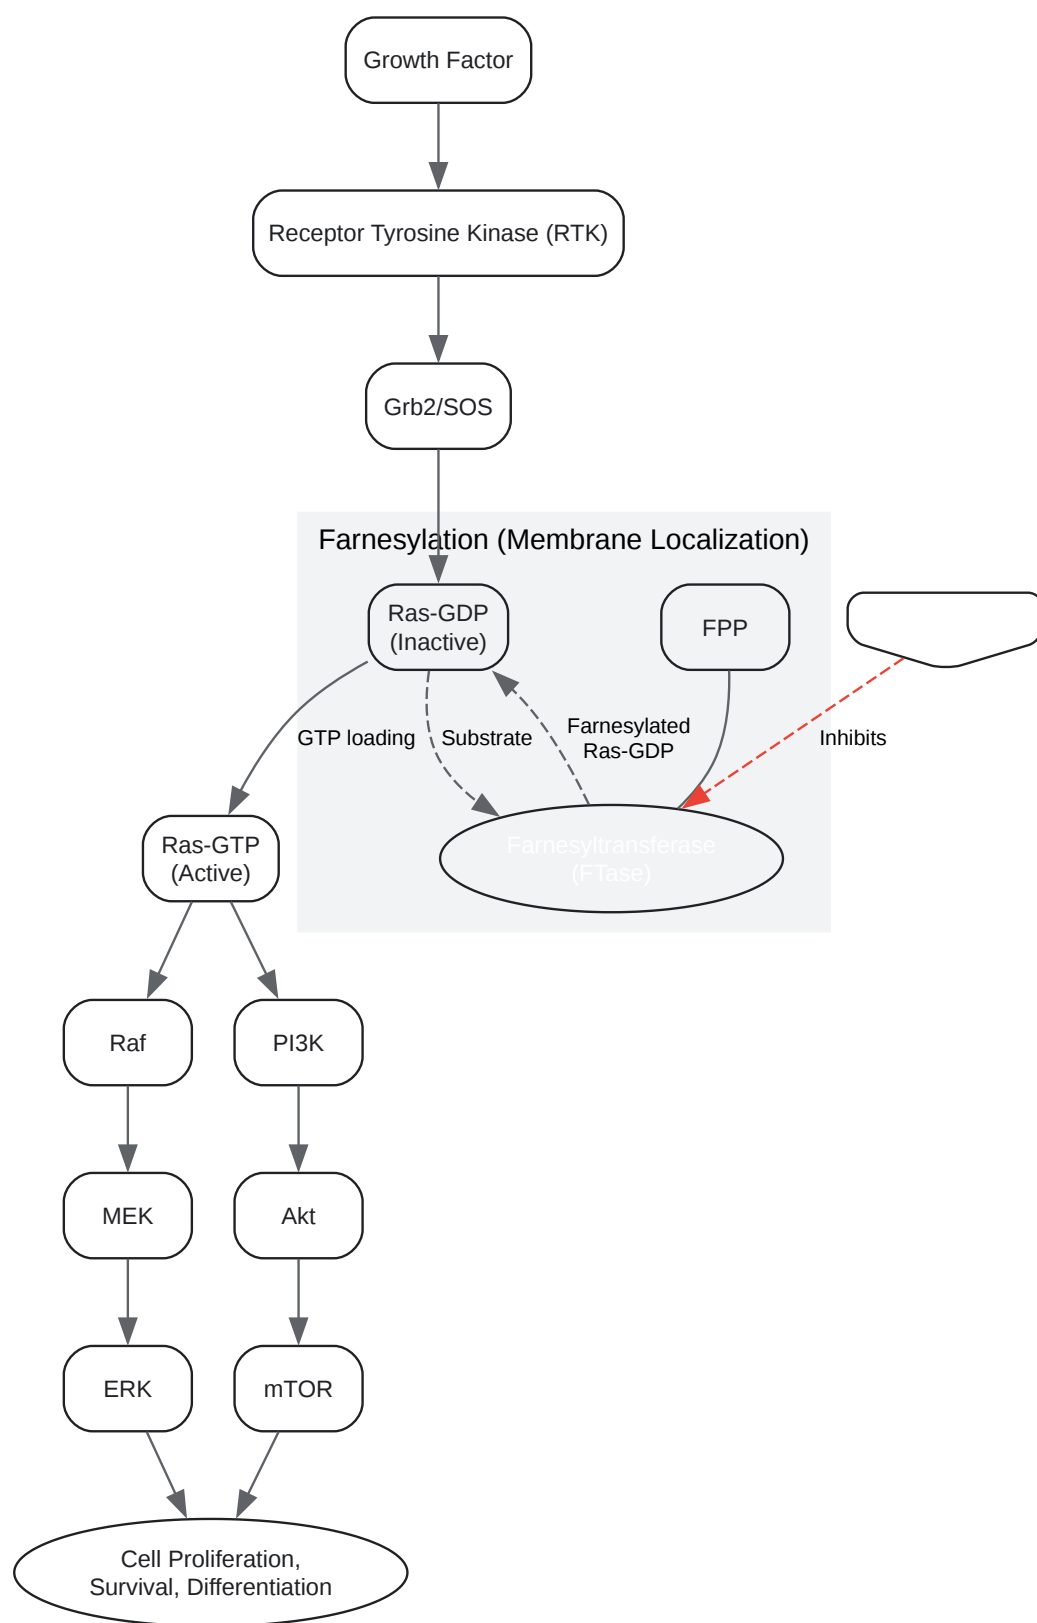 Growth Factor
Receptor Tyrosine Kinase (RTK)
Grb2/SOS
Farnesylation (Membrane Localization)
Ras-GDP
(Inactive)
FPP
GTP loading
Substrate
Farnesylated
Ras-GDP
Inhibits
Ras-GTP
(Active)
Farnesyltransferase
(FTase)
Raf
PI3K
MEK
Akt
ERK
mTOR
Cell Proliferation,
Survival, Differentiation